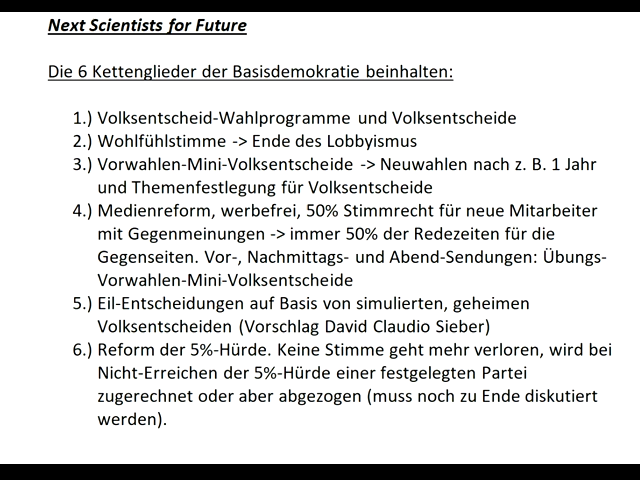 Next Scientists for Future
Die 6 Kettenglieder der Basisdemokratie beinhalten:
1.) Volksentscheid-Wahlprogramme und Volksentscheide
2.) Wohlfühlstimme -> Ende des Lobbyismus
3.) Vorwahlen-Mini-Volksentscheide -> Neuwahlen nach z. B. 1 Jahr
und Themenfestlegung für Volksentscheide
4.) Medienreform, werbefrei, 50% Stimmrecht für neue Mitarbeiter
mit Gegenmeinungen -> immer 50% der Redezeiten für die
Gegenseiten. Vor-, Nachmittags- und Abend-Sendungen: Übungs-
Vorwahlen-Mini-Volksentscheide
5.) Eil-Entscheidungen auf Basis von simulierten, geheimen
Volksentscheiden (Vorschlag David Claudio Sieber)
6.) Reform der 5%-Hürde. Keine Stimme geht mehr verloren, wird bei
Nicht-Erreichen der 5%-Hürde einer festgelegten Partei
zugerechnet oder aber abgezogen (muss noch zu Ende diskutiert
werden).